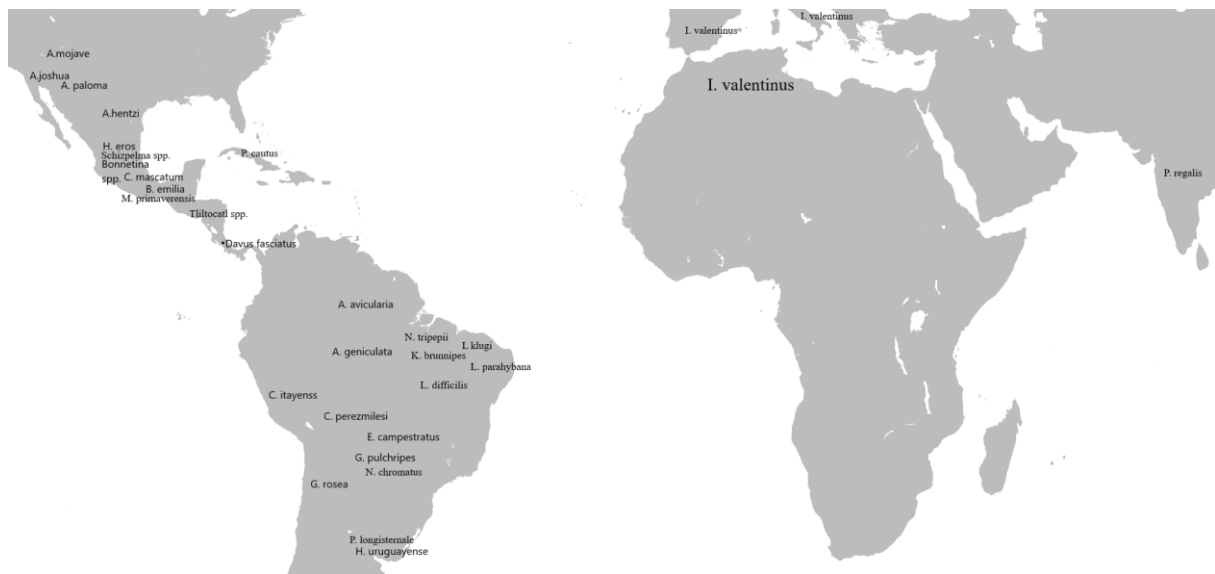 I. valentinus
I. valentinus
A.mojave
A.joshua
A. paloma
I. valentinus
A.hentzi
H. eros
Schizpelma spp.
P. cautus
Bonnetina
spp.
C. mascatum
P. regalis
B. emilia
M. primaverensis
Tliltocatl spp.
Davus fasciatus
A. avicularia
N. tripepii
I. klugi
A. geniculata
K. brunnipes
L. parahybana
L. difficilis
C. itayenss
C. perezmilesi
E. campestratus
G. pulchripes
N. chromatus
G. rosea
P. longisternale
H. uruguayense